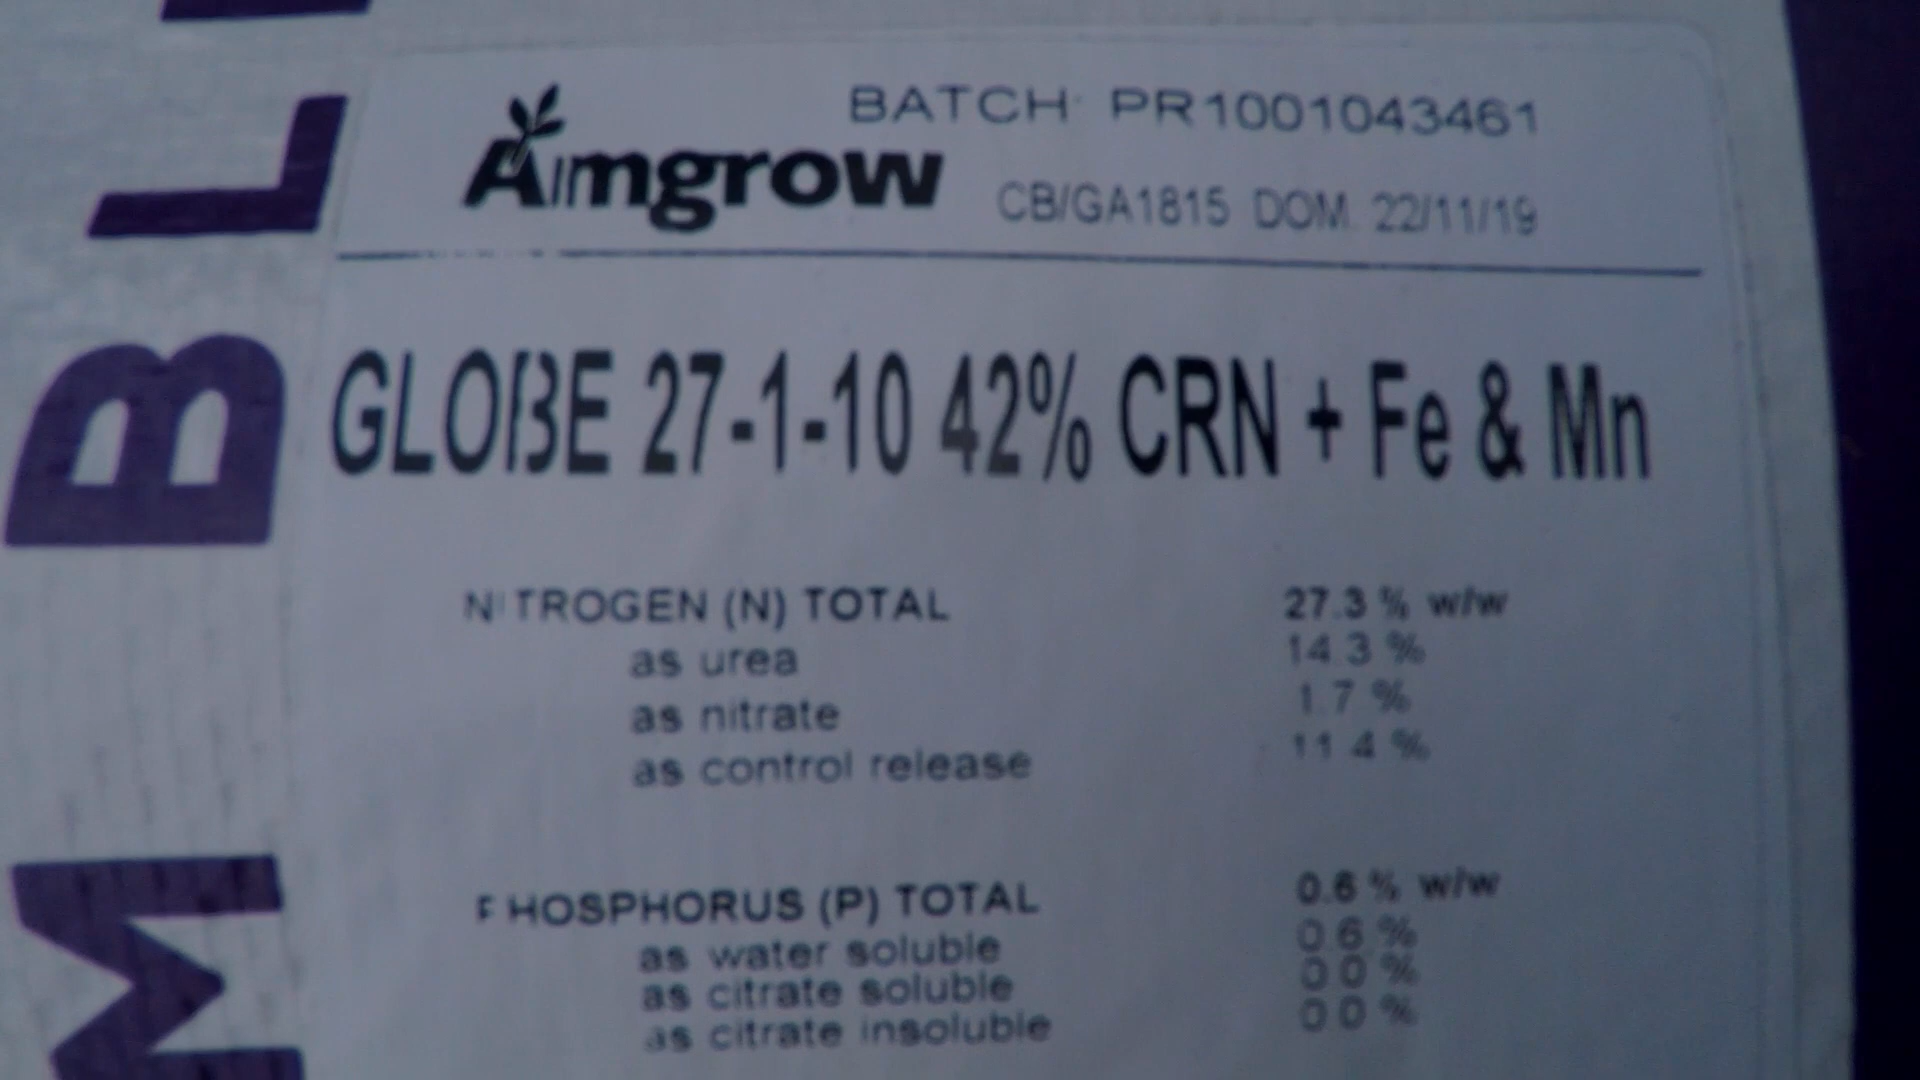 M BL
Aimgrow
BATCH PR1001043461
CB/GA1815 DOM. 22/11/19
GLOBE 27-1-10 42% CRN + Fe & Mn
NITROGEN (N) TOTAL 27.3 % w/w
as urea 14.3 %
as nitrate 1.7 %
as control release 11.4 %
PHOSPHORUS (P) TOTAL 0.6 % w/w
as water soluble 0.6 %
as citrate soluble 0.0 %
as citrate insoluble 0.0 %